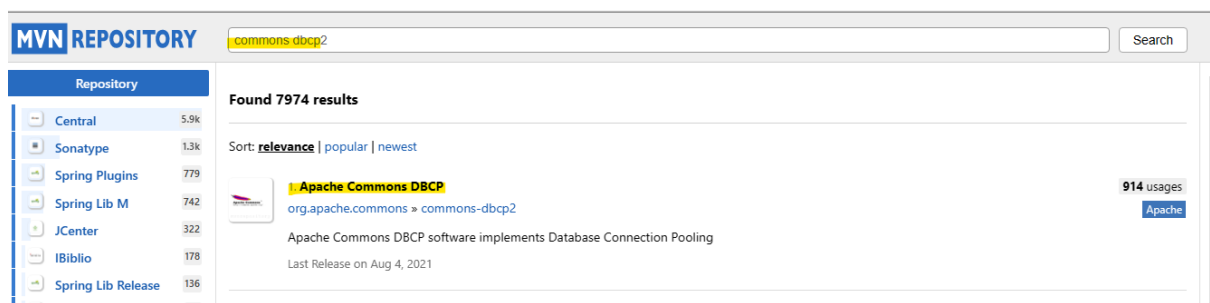 MVN REPOSITORY
commons dbcp2
Search
Repository
Central 5.9k
Sonatype 1.3k
Spring Plugins 779
Spring Lib M 742
JCenter 322
IBiblio 178
Spring Lib Release 136
Found 7974 results
Sort: relevance | popular | newest
1. Apache Commons DBCP 914 usages
org.apache.commons » commons-dbcp2 Apache
Apache Commons DBCP software implements Database Connection Pooling
Last Release on Aug 4, 2021